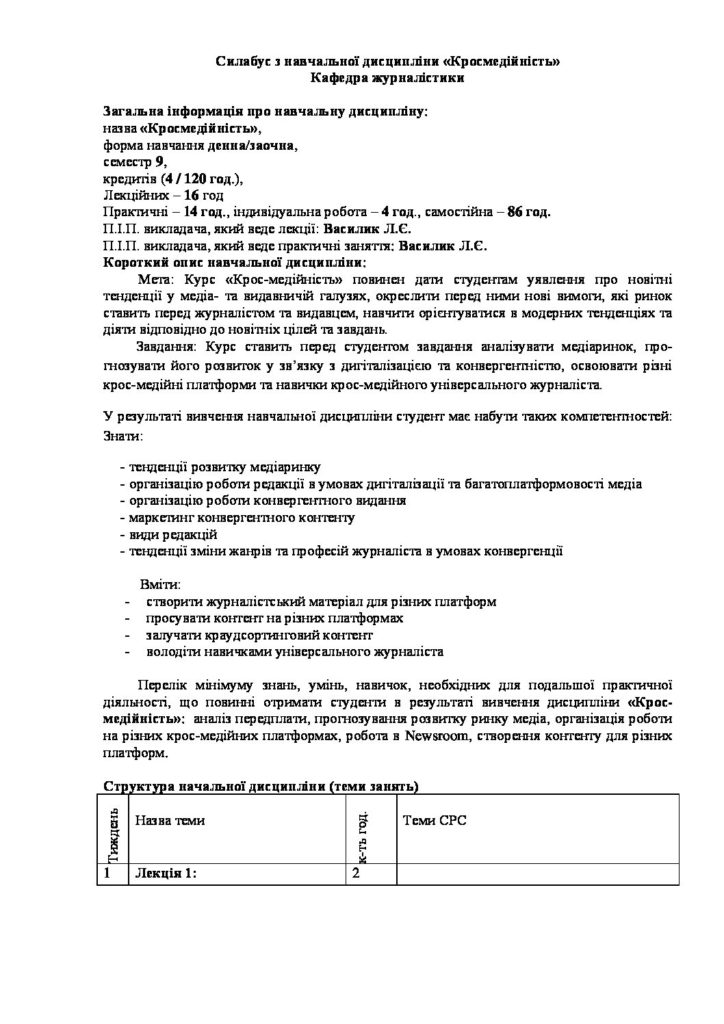 Силабус з навчальної дисципліни «Кросмедійність»
Кафедра журналістики
Загальна інформація про навчальну дисципліну:
назва «Кросмедійність»,
форма навчання денна/заочна,
семестр 9,
кредитів (4 / 120 год.),
Лекційних – 16 год
Практичні – 14 год., індивідуальна робота – 4 год., самостійна – 86 год.
П.І.П. викладача, який веде лекції: Василик Л.Є.
П.І.П. викладача, який веде практичні заняття: Василик Л.Є.
Короткий опис навчальної дисципліни:
Мета: Курс «Крос-медійність» повинен дати студентам уявлення про новітні
тенденції у медіа- та видавничій галузях, окреслити перед ними нові вимоги, які ринок
ставить перед журналістом та видавцем, навчити орієнтуватися в модерних тенденціях та
діяти відповідно до новітніх цілей та завдань.
Завдання: Курс ставить перед студентом завдання аналізувати медіаринок, про-
гнозувати його розвиток у зв’язку з дигіталізацією та конвергентністю, освоювати різні
крос-медійні платформи та навички крос-медійного універсального журналіста.
У результаті вивчення навчальної дисципліни студент має набути таких компетентностей:
Знати:
- тенденції розвитку медіаринку
- організацію роботи редакції в умовах дигіталізації та багатоплатформовості медіа
- організацію роботи конвергентного видання
- маркетинг конвергентного контенту
- види редакцій
- тенденції зміни жанрів та професій журналіста в умовах конвергенції
Вміти:
- створити журналістський матеріал для різних платформ
- просувати контент на різних платформах
- залучати краудсортинговий контент
- володіти навичками універсального журналіста
Перелік мінімуму знань, умінь, навичок, необхідних для подальшої практичної
діяльності, що повинні отримати студенти в результаті вивчення дисципліни «Крос-
медійність»: аналіз передплати, прогнозування розвитку ринку медіа, організація роботи
на різних крос-медійних платформах, робота в Newsroom, створення контенту для різних
платформ.
Структура начальної дисципліни (теми занять)
Тиждень Назва теми к-ть год. Теми СРС
1 Лекція 1: 2